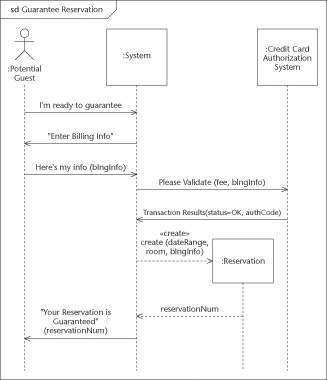 sd Guarantee Reservation
:Potential
Guest
:System
:Credit Card
Authorization
System
I'm ready to guarantee
"Enter Billing Info"
Here's my info (blngInfo)
Please Validate (fee, blngInfo)
Transaction Results(status=OK, authCode)
«create»
create (dateRange,
room, blngInfo)
:Reservation
reservationNum
"Your Reservation is
Guaranteed"
(reservationNum)